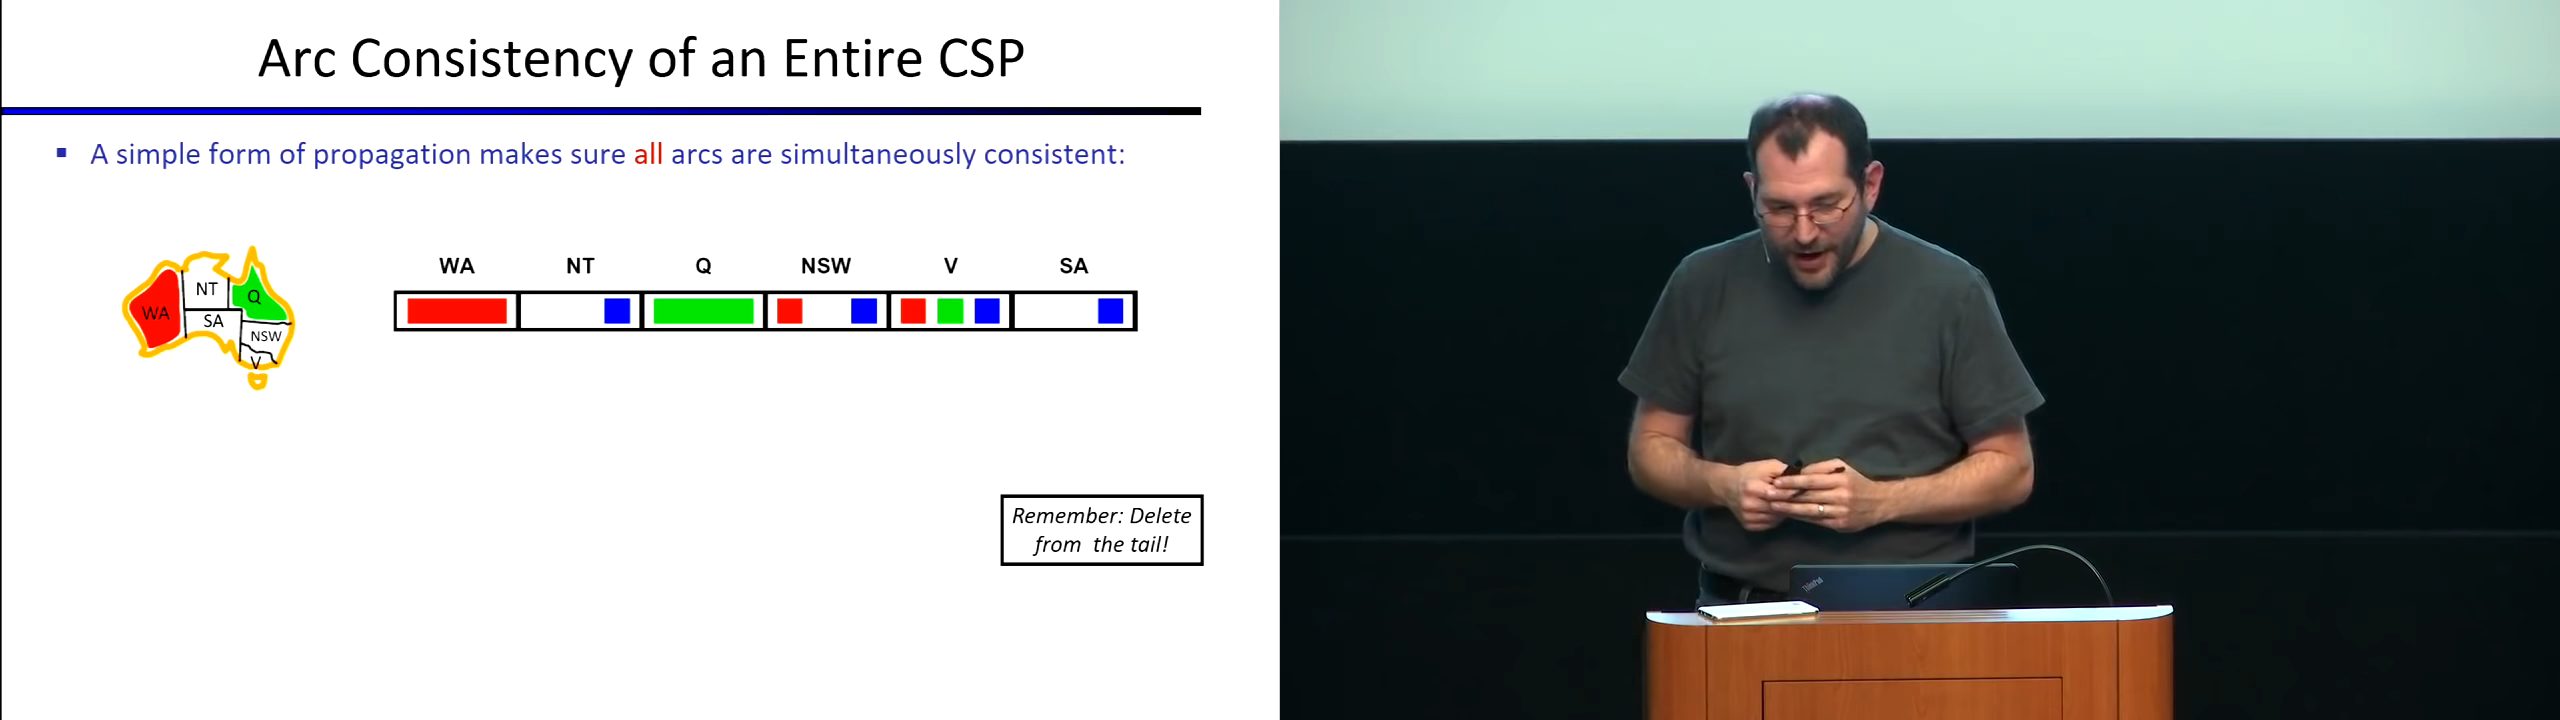 Arc Consistency of an Entire CSP
▪ A simple form of propagation makes sure all arcs are simultaneously consistent:
WA NT Q NSW V SA
WA
NT
Q
SA
NSW
V
Remember: Delete
from the tail!
ThinkPad